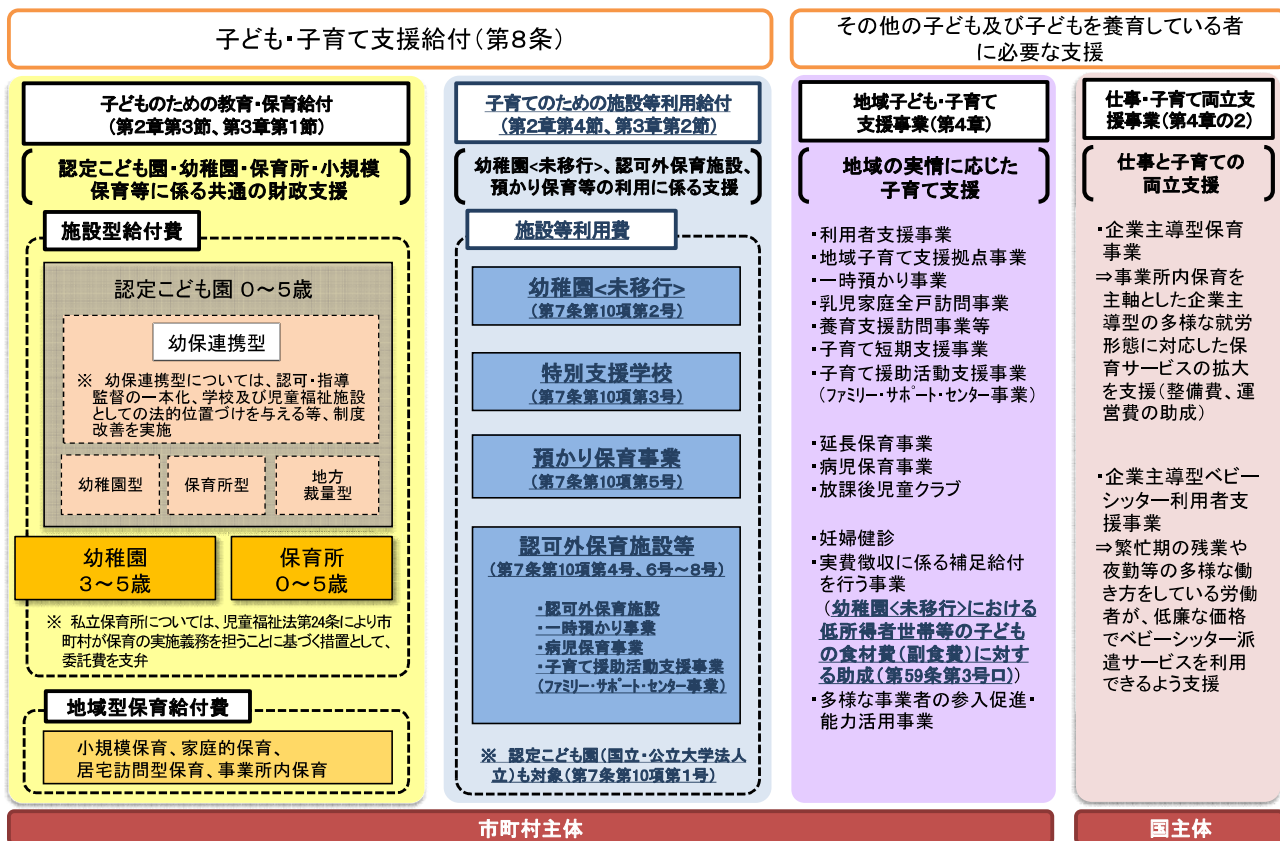 子ども・子育て支援給付(第8条)
その他の子ども及び子どもを養育している者
に必要な支援
子どものための教育・保育給付
(第2章第3節、第3章第1節)
認定こども園・幼稚園・保育所・小規模
保育等に係る共通の財政支援
施設型給付費
認定こども園 0~5歳
幼保連携型
※ 幼保連携型については、認可・指導
監督の一本化、学校及び児童福祉施設
としての法的位置づけを与える等、制度
改善を実施
幼稚園型
保育所型
地方
裁量型
幼稚園
3~5歳
保育所
0~5歳
※ 私立保育所については、児童福祉法第24条により市
町村が保育の実施義務を担うことに基づく措置として、
委託費を支弁
地域型保育給付費
小規模保育、家庭的保育、
居宅訪問型保育、事業所内保育
子育てのための施設等利用給付
(第2章第4節、第3章第2節)
幼稚園<未移行>、認可外保育施設、
預かり保育等の利用に係る支援
施設等利用費
幼稚園<未移行>
(第7条第10項第2号)
特別支援学校
(第7条第10項第3号)
預かり保育事業
(第7条第10項第5号)
認可外保育施設等
(第7条第10項第4号、6号~8号)
・認可外保育施設
・一時預かり事業
・病児保育事業
・子育て援助活動支援事業
(ファミリー・サポート・センター事業)
※ 認定こども園(国立・公立大学法人
立)も対象(第7条第10項第1号)
地域子ども・子育て
支援事業(第4章)
地域の実情に応じた
子育て支援
・利用者支援事業
・地域子育て支援拠点事業
・一時預かり事業
・乳児家庭全戸訪問事業
・養育支援訪問事業等
・子育て短期支援事業
・子育て援助活動支援事業
(ファミリー・サポート・センター事業)
・延長保育事業
・病児保育事業
・放課後児童クラブ
・妊婦健診
・実費徴収に係る補足給付
を行う事業
(幼稚園<未移行>における
低所得者世帯等の子ども
の食材費(副食費)に対す
る助成(第59条第3号ロ))
・多様な事業者の参入促進・
能力活用事業
仕事・子育て両立支
援事業(第4章の2)
仕事と子育ての
両立支援
・企業主導型保育
事業
⇒事業所内保育を
主軸とした企業主
導型の多様な就労
形態に対応した保
育サービスの拡大
を支援(整備費、運
営費の助成)
・企業主導型ベビー
シッター利用者支
援事業
⇒繁忙期の残業や
夜勤等の多様な働
き方をしている労働
者が、低廉な価格
でベビーシッター派
遣サービスを利用
できるよう支援
市町村主体
国主体